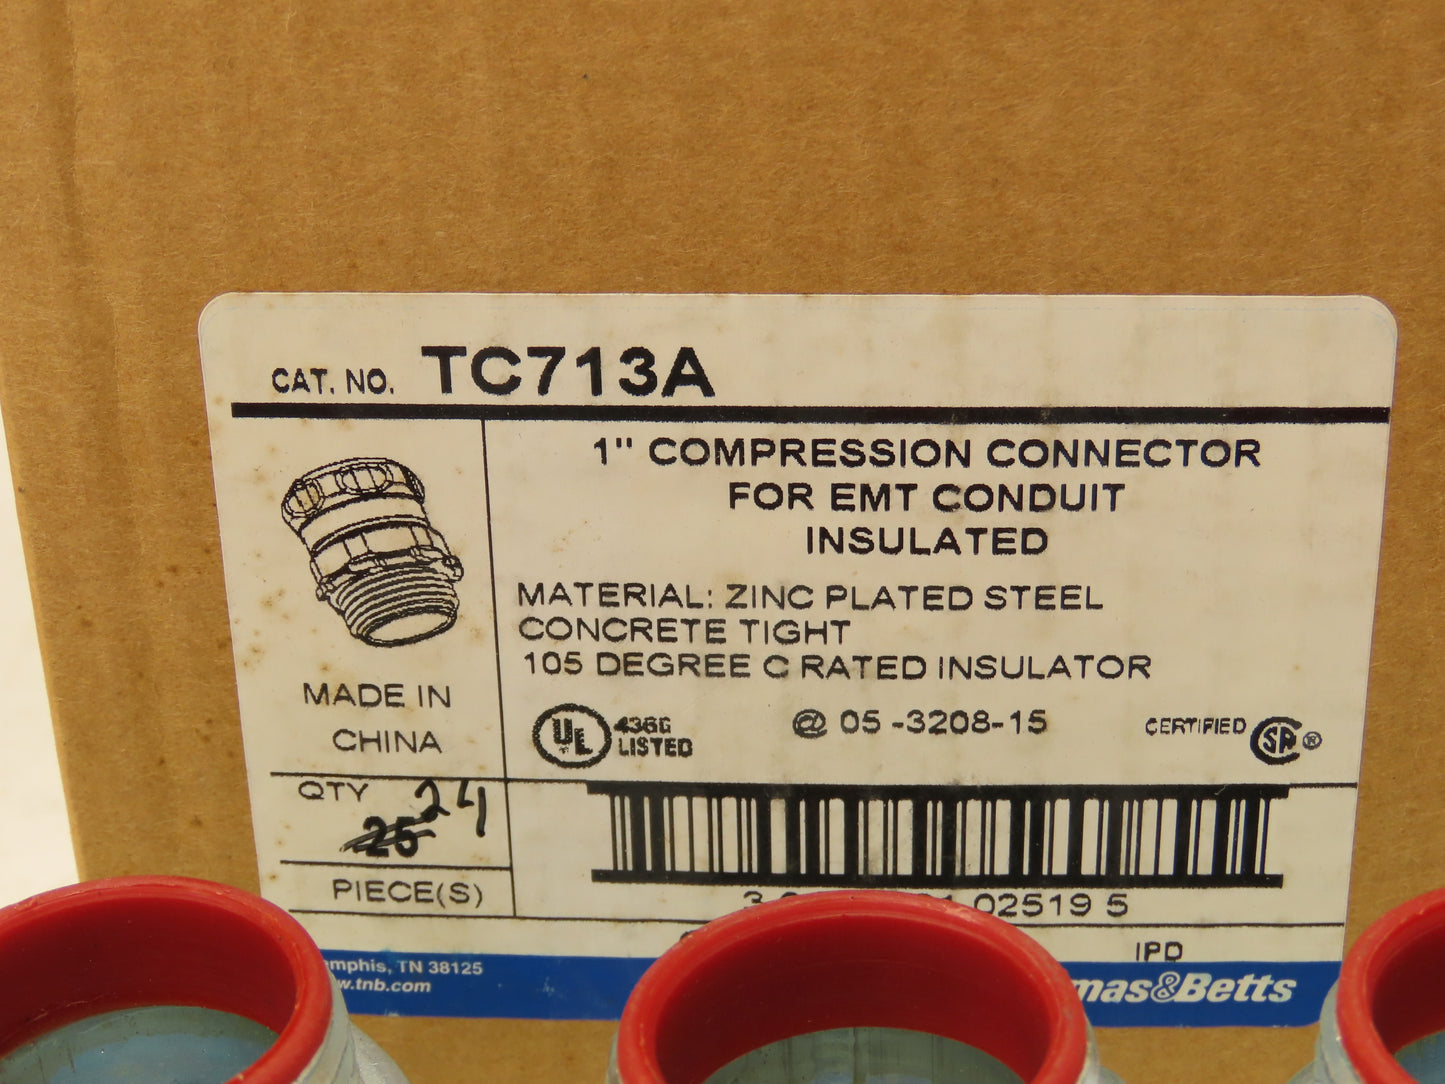 CAT. NO. TC713A
1" COMPRESSION CONNECTOR
FOR EMT CONDUIT
INSULATED
MATERIAL: ZINC PLATED STEEL
CONCRETE TIGHT
105 DEGREE C RATED INSULATOR
MADE IN
CHINA
UL 436G
LISTED
@ 05-3208-15
CERTIFIED SA ®
QTY 24
25
PIECE(S)
02519 5
IPD
mphis, TN 38125
w.tnb.com
mas&Betts